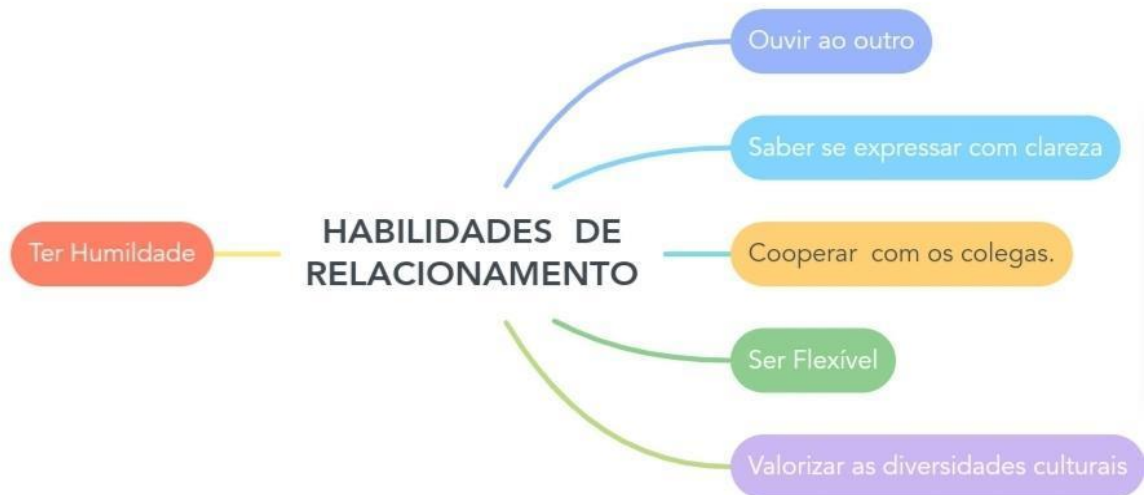 Ouvir ao outro
Saber se expressar com clareza
Ter Humildade
HABILIDADES DE
RELACIONAMENTO
Cooperar com os colegas.
Ser Flexível
Valorizar as diversidades culturais